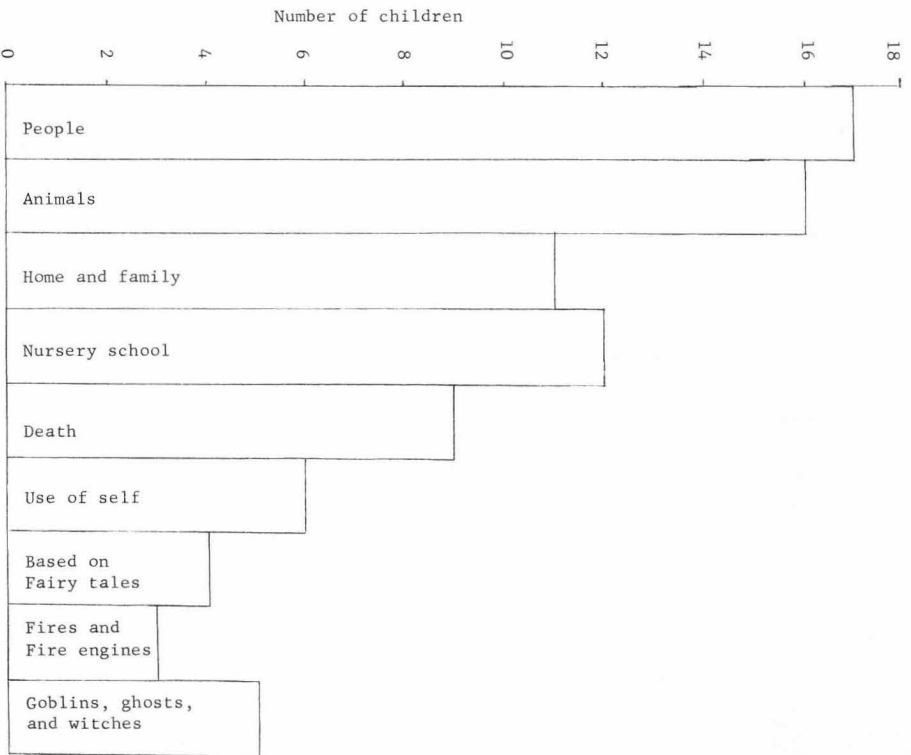 Number of children
0 2 4 6 8 10 12 14 16 18
People
Animals
Home and family
Nursery school
Death
Use of self
Based on
Fairy tales
Fires and
Fire engines
Goblins, ghosts,
and witches